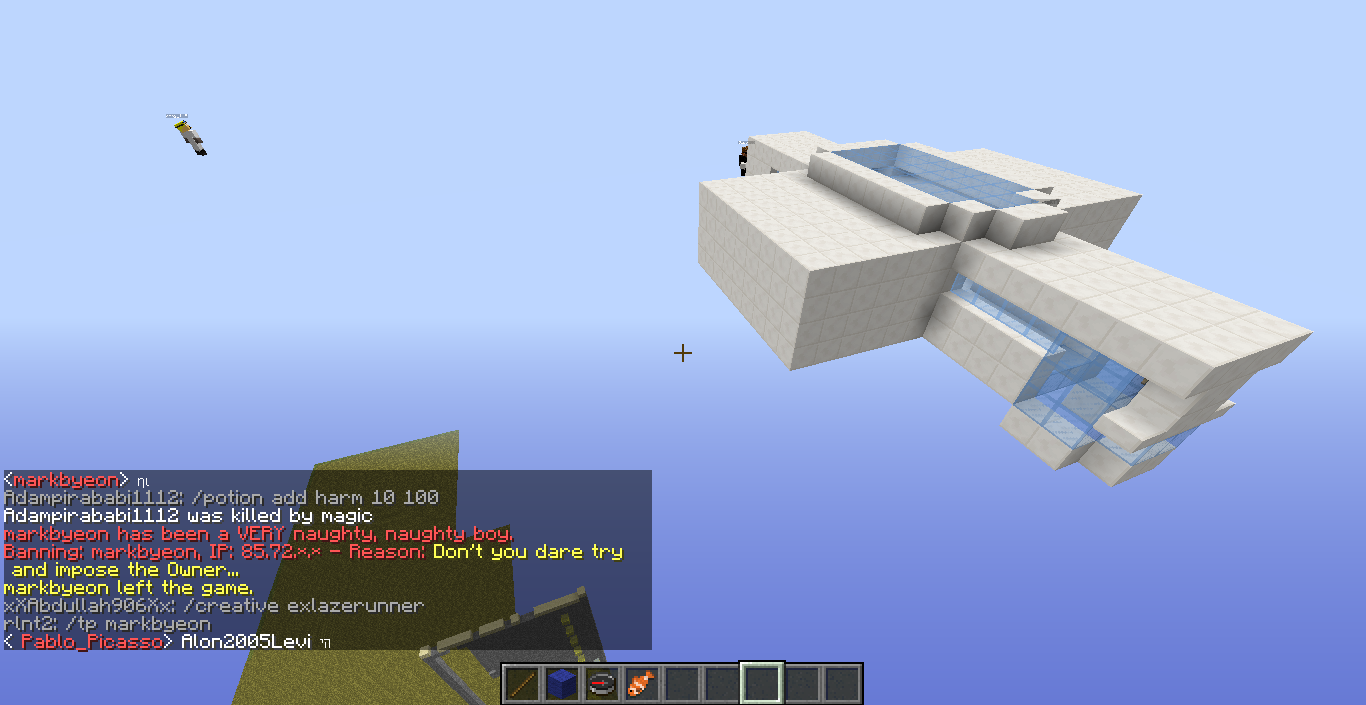 <markbyeon> ηι
Adampirababi1112: /potion add harm 10 100
Adampirababi1112 was killed by magic
markbyeon has been a VERY naughty, naughty boy.
Banning: markbyeon, IP: 85.72.*.* - Reason: Don't you dare try
and impose the Owner...
markbyeon left the game.
xXAbdullah906Xx: /creative exlazerunner
rlnt2: /tp markbyeon
< Pablo_Picasso> Alon2005Levi